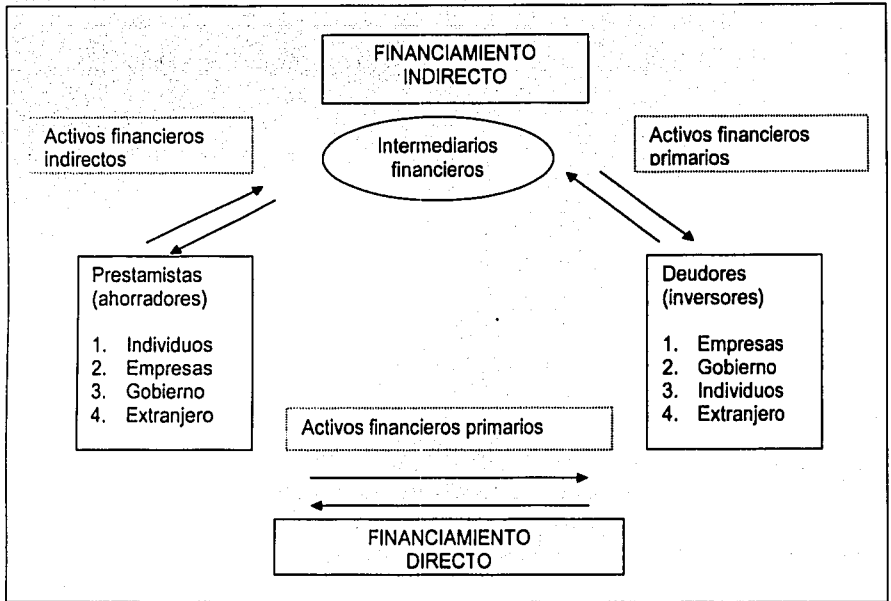 FINANCIAMIENTO
INDIRECTO
Activos financieros
indirectos
Intermediarios
financieros
Activos financieros
primarios
Prestamistas
(ahorradores)
1. Individuos
2. Empresas
3. Gobierno
4. Extranjero
Deudores
(inversores)
1. Empresas
2. Gobierno
3. Individuos
4. Extranjero
Activos financieros primarios
FINANCIAMIENTO
DIRECTO